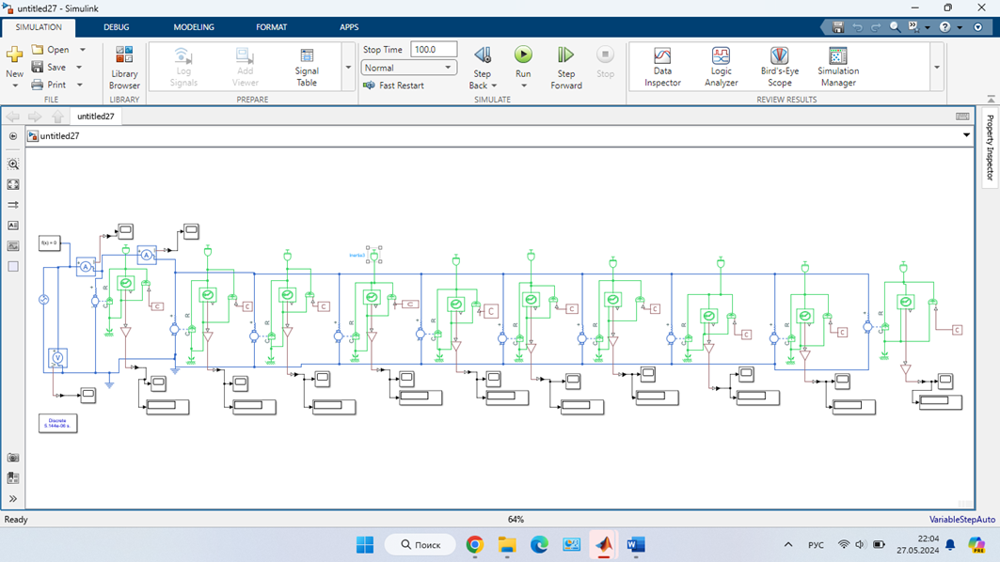 untitled27 - Simulink
SIMULATION DEBUG MODELING FORMAT APPS
New
Open
Save
Print
FILE
Library Browser
LIBRARY
Log Signals
Add Viewer
Signal Table
PREPARE
Stop Time 100.0
Normal
Fast Restart
Step Back
Run
Step Forward
Stop
SIMULATE
Data Inspector
Logic Analyzer
Bird's-Eye Scope
Simulation Manager
REVIEW RESULTS
untitled27
untitled27
Property Inspector
f(x) = 0
A
A
V
Inertia3
C
R
C
R
C
R
C
R
C
R
C
R
C
R
C
R
C
R
C
R
C
C
C
C
C
C
C
C
C
C
Discrete
5.144e-06 s.
Ready
64%
VariableStepAuto
Поиск
РУС
22:04
27.05.2024